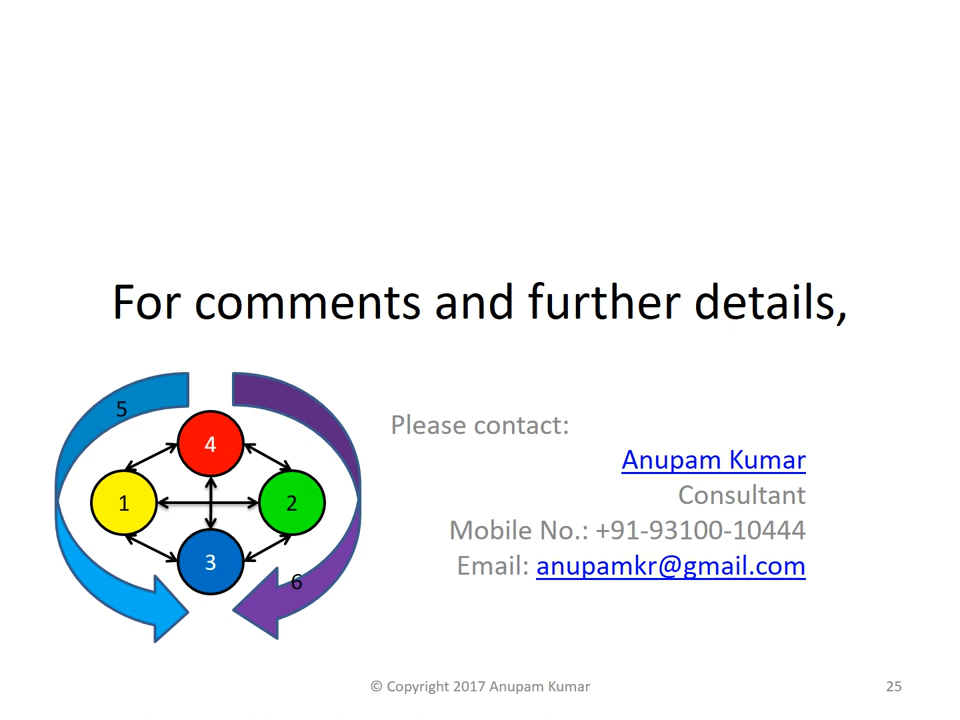 For comments and further details,
5
4
1
2
3
6
Please contact:
Anupam Kumar
Consultant
Mobile No.: +91-93100-10444
Email: anupamkr@gmail.com
© Copyright 2017 Anupam Kumar
25